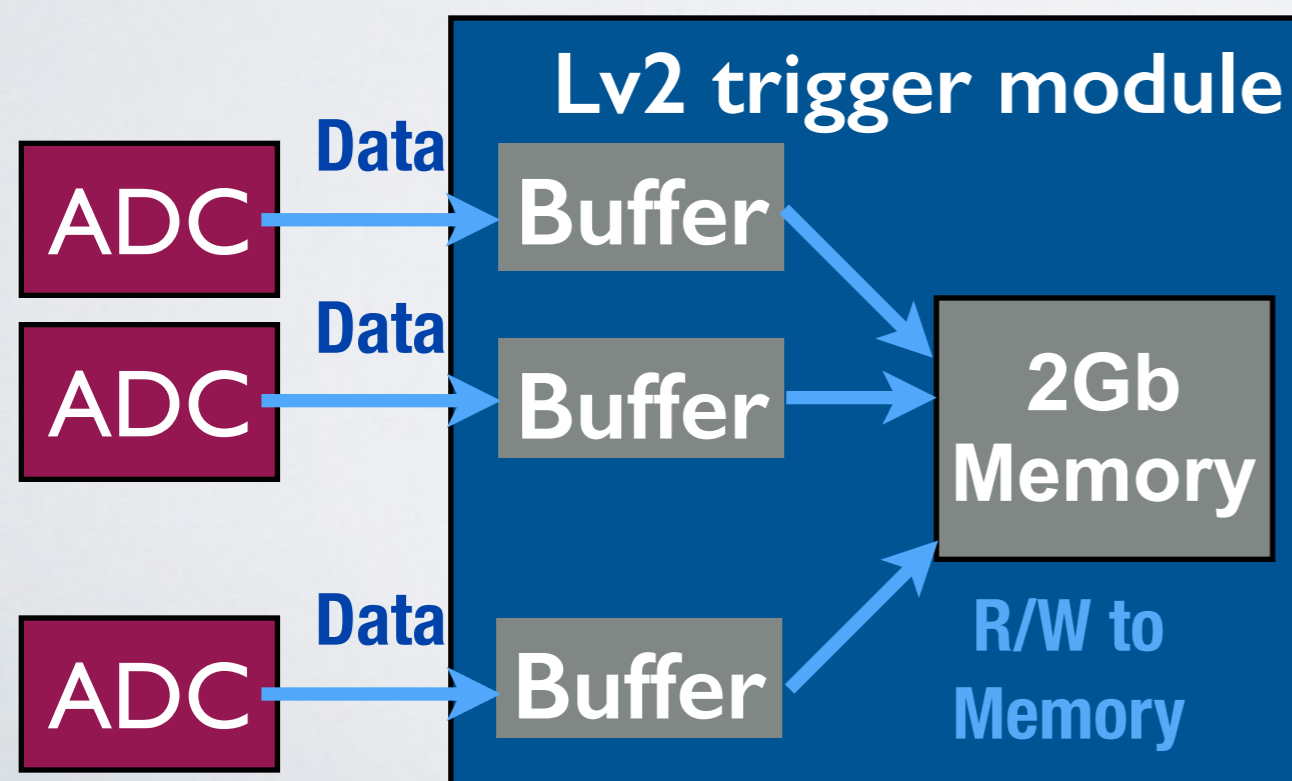 Lv2 trigger module
ADC
Data
Buffer
ADC
Data
Buffer
2Gb
Memory
ADC
Data
Buffer
R/W to
Memory